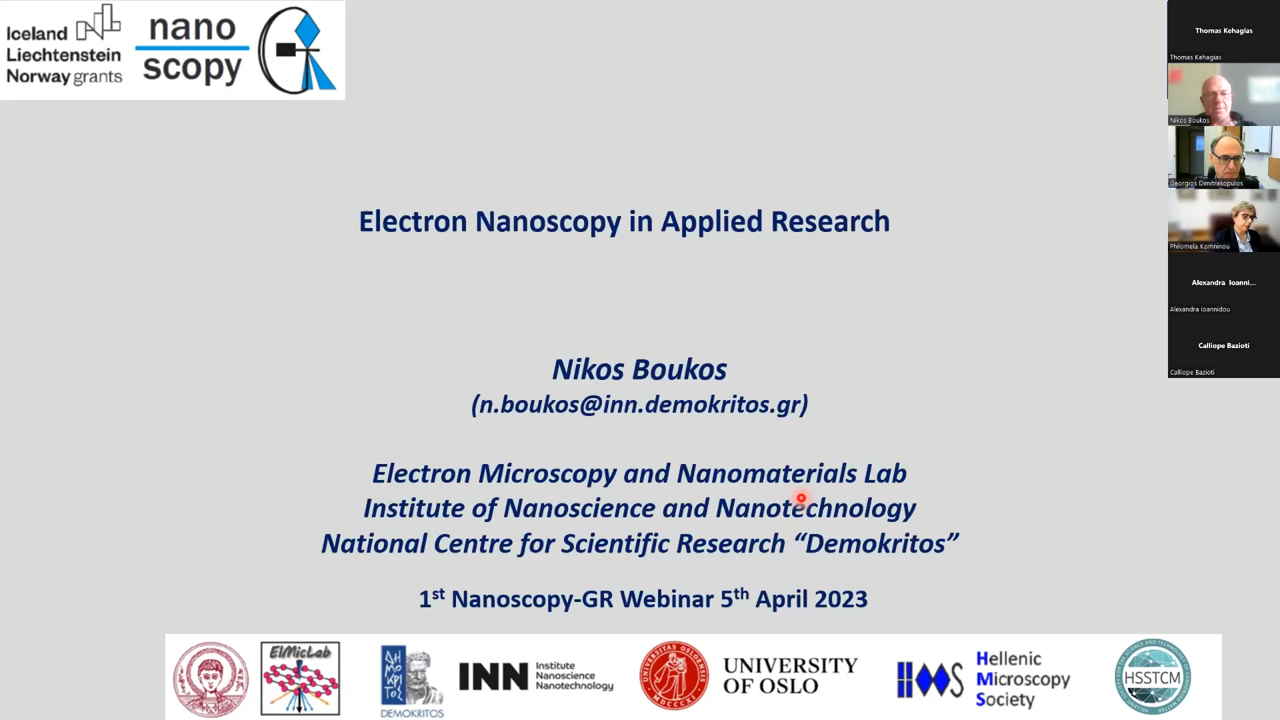 Iceland
Liechtenstein
Norway grants
nano
scopy
Electron Nanoscopy in Applied Research
Nikos Boukos
(n.boukos@inn.demokritos.gr)
Electron Microscopy and Nanomaterials Lab
Institute of Nanoscience and Nanotechnology
National Centre for Scientific Research “Demokritos”
1st Nanoscopy-GR Webinar 5th April 2023
ElMicLab
ΔΗΜΟΚΡΙΤΟΣ
DEMOKRITOS
INN
Institute
Nanoscience
Nanotechnology
UNIVERSITY
OF OSLO
Hellenic
Microscopy
Society
HSSTCM
Thomas Kehagias
Thomas Kehagias
Nikos Boukos
Georgios Dimitrakopulos
Philomela Komninou
Alexandra Ioanni...
Alexandra Ioannidou
Calliope Bazioti
Calliope Bazioti